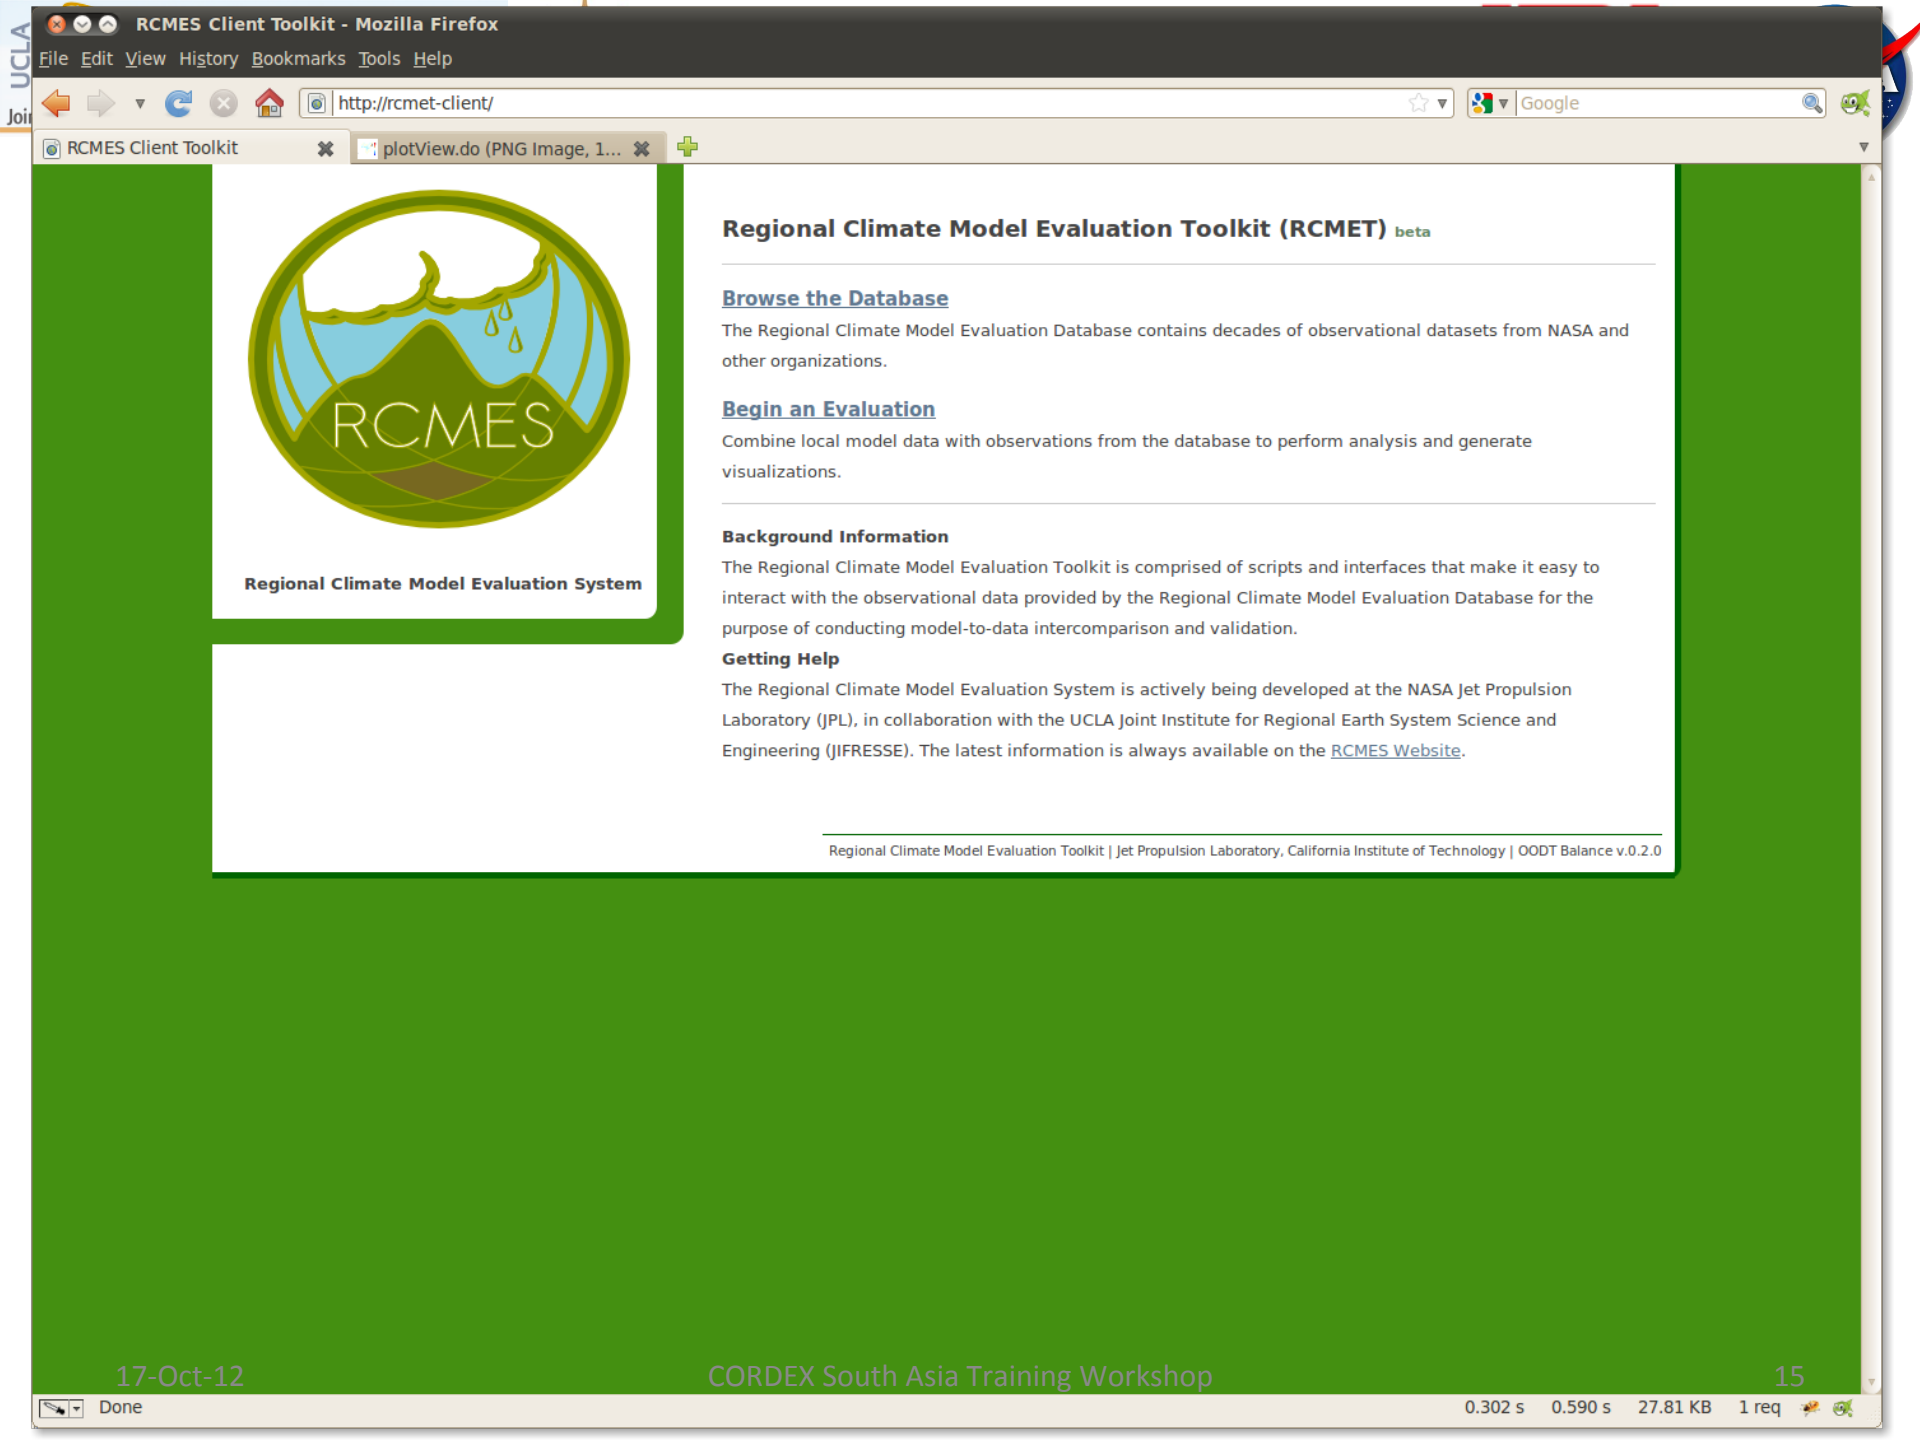 UCLA
Joi
RCMES Client Toolkit - Mozilla Firefox
File Edit View History Bookmarks Tools Help
http://rcmet-client/
Google
RCMES Client Toolkit
plotView.do (PNG Image, 1...
RCMES
Regional Climate Model Evaluation System
Regional Climate Model Evaluation Toolkit (RCMET) beta
Browse the Database
The Regional Climate Model Evaluation Database contains decades of observational datasets from NASA and
other organizations.
Begin an Evaluation
Combine local model data with observations from the database to perform analysis and generate
visualizations.
Background Information
The Regional Climate Model Evaluation Toolkit is comprised of scripts and interfaces that make it easy to
interact with the observational data provided by the Regional Climate Model Evaluation Database for the
purpose of conducting model-to-data intercomparison and validation.
Getting Help
The Regional Climate Model Evaluation System is actively being developed at the NASA Jet Propulsion
Laboratory (JPL), in collaboration with the UCLA Joint Institute for Regional Earth System Science and
Engineering (JIFRESSE). The latest information is always available on the RCMES Website.
Regional Climate Model Evaluation Toolkit | Jet Propulsion Laboratory, California Institute of Technology | OODT Balance v.0.2.0
17-Oct-12
CORDEX South Asia Training Workshop
15
Done
0.302 s 0.590 s 27.81 KB 1 req